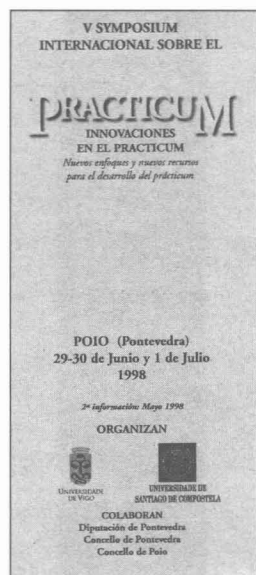 V SYMPOSIUM
INTERNACIONAL SOBRE EL
PRACTICUM
INNOVACIONES
EN EL PRACTICUM
Nuevos enfoques y nuevos recursos
para el desarrollo del prácticum
POIO (Pontevedra)
29-30 de Junio y 1 de Julio
1998
2ª información: Mayo 1998
ORGANIZAN
UNIVERSIDADE
DE VIGO
UNIVERSIDADE DE
SANTIAGO DE COMPOSTELA
COLABORAN
Diputación de Pontevedra
Concello de Pontevedra
Concello de Poio